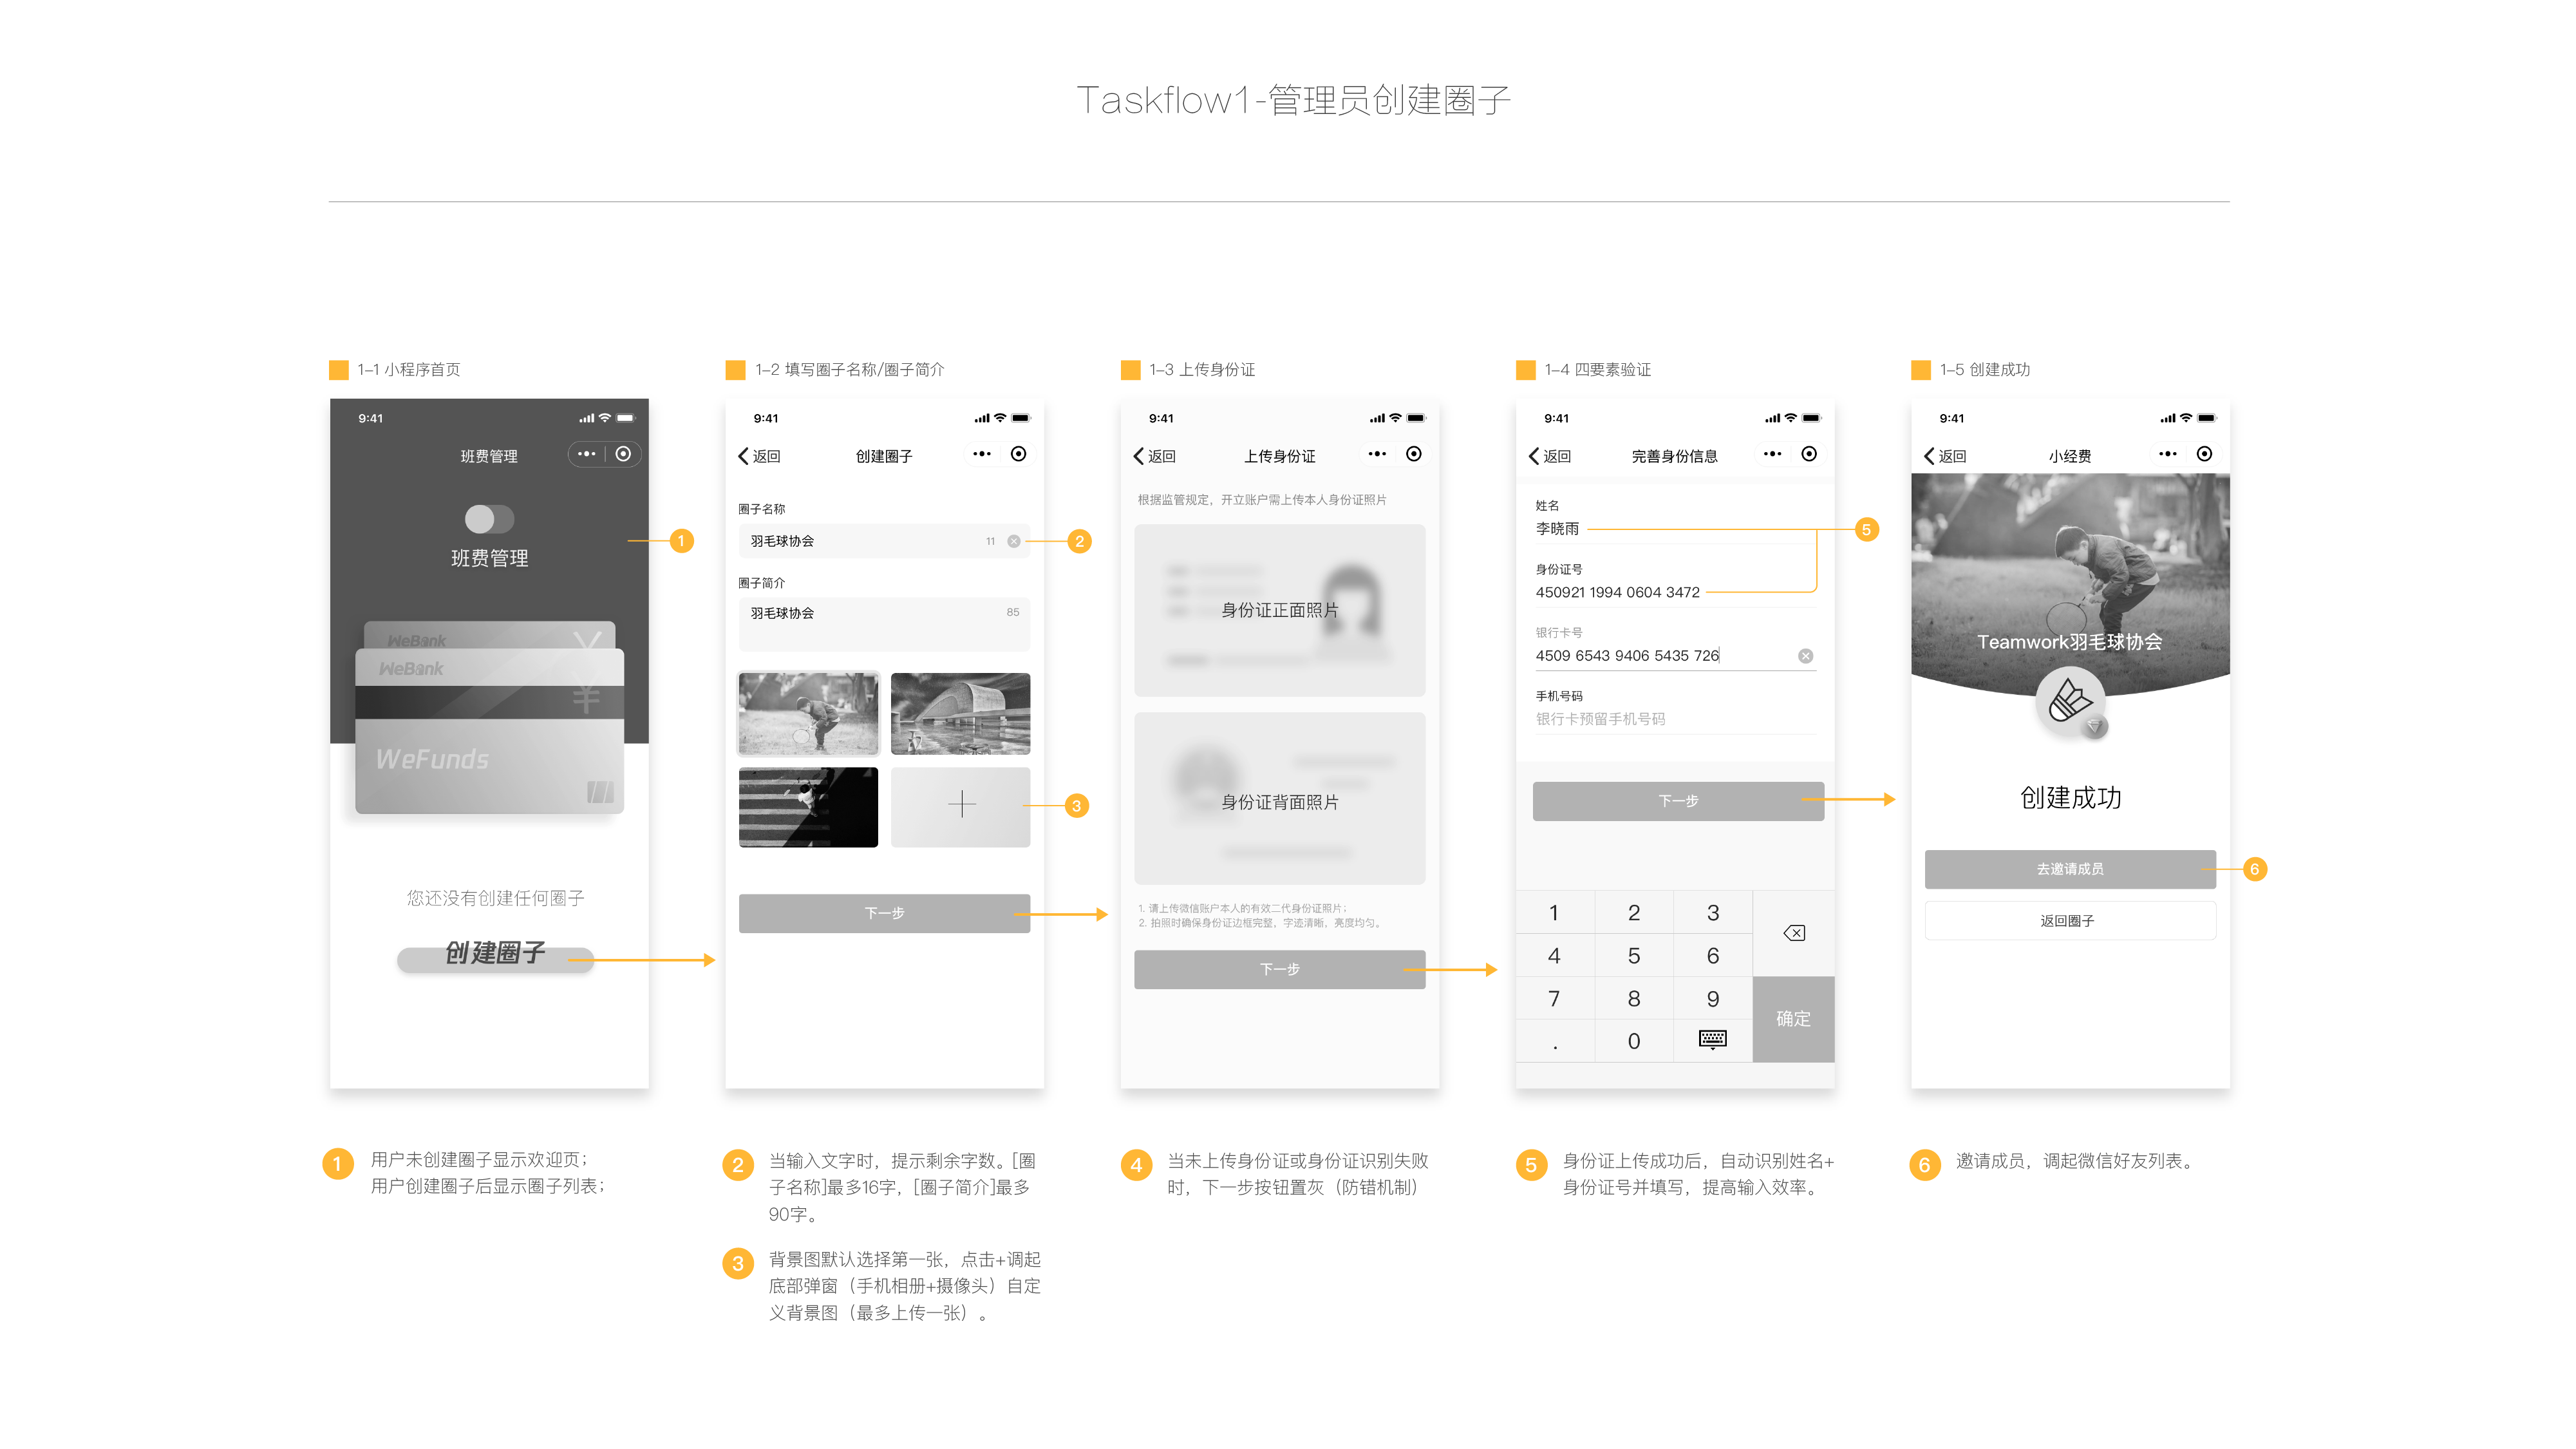 Taskflow1-管理员创建圈子
1-1 小程序首页
9:41
班费管理
班费管理
WeBank
WeBank
WeFunds
您还没有创建任何圈子
创建圈子
1
1-2 填写圈子名称/圈子简介
9:41
返回
创建圈子
圈子名称
羽毛球协会
11
2
圈子简介
羽毛球协会
85
3
下一步
1-3 上传身份证
9:41
返回
上传身份证
根据监管规定，开立账户需上传本人身份证照片
身份证正面照片
身份证背面照片
1. 请上传微信账户本人的有效二代身份证照片；
2. 拍照时确保身份证边框完整，字迹清晰，亮度均匀。
下一步
1-4 四要素验证
9:41
返回
完善身份信息
姓名
李晓雨
5
身份证号
450921 1994 0604 3472
银行卡号
4509 6543 9406 5435 726
手机号码
银行卡预留手机号码
下一步
1 2 3
4 5 6
7 8 9
. 0
确定
1-5 创建成功
9:41
返回
小经费
Teamwork羽毛球协会
创建成功
去邀请成员
6
返回圈子
1 用户未创建圈子显示欢迎页；
用户创建圈子后显示圈子列表；
2 当输入文字时，提示剩余字数。[圈
子名称]最多16字，[圈子简介]最多
90字。
3 背景图默认选择第一张，点击+调起
底部弹窗（手机相册+摄像头）自定
义背景图（最多上传一张）。
4 当未上传身份证或身份证识别失败
时，下一步按钮置灰（防错机制）
5 身份证上传成功后，自动识别姓名+
身份证号并填写，提高输入效率。
6 邀请成员，调起微信好友列表。